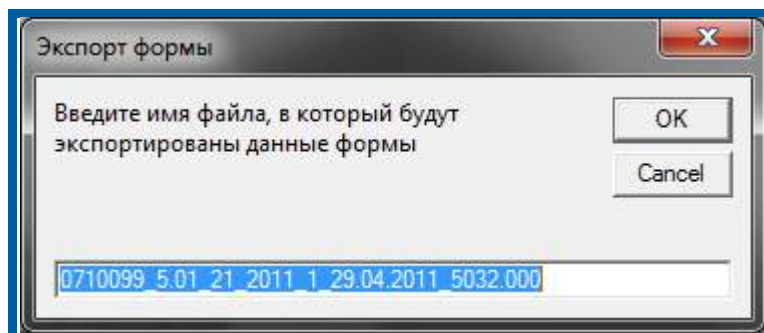 Экспорт формы
Введите имя файла, в который будут
экспортированы данные формы
OK
Cancel
0710099_5.01_21_2011_1_29.04.2011_5032.000